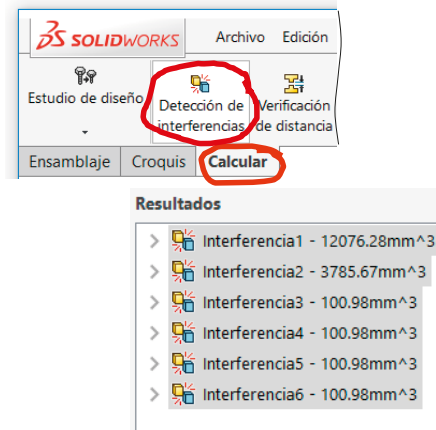 SOLIDWORKS Archivo Edición
Estudio de diseño
Detección de interferencias
Verificación de distancia
Ensamblaje Croquis Calcular
Resultados
Interferencia1 - 12076.28mm^3
Interferencia2 - 3785.67mm^3
Interferencia3 - 100.98mm^3
Interferencia4 - 100.98mm^3
Interferencia5 - 100.98mm^3
Interferencia6 - 100.98mm^3